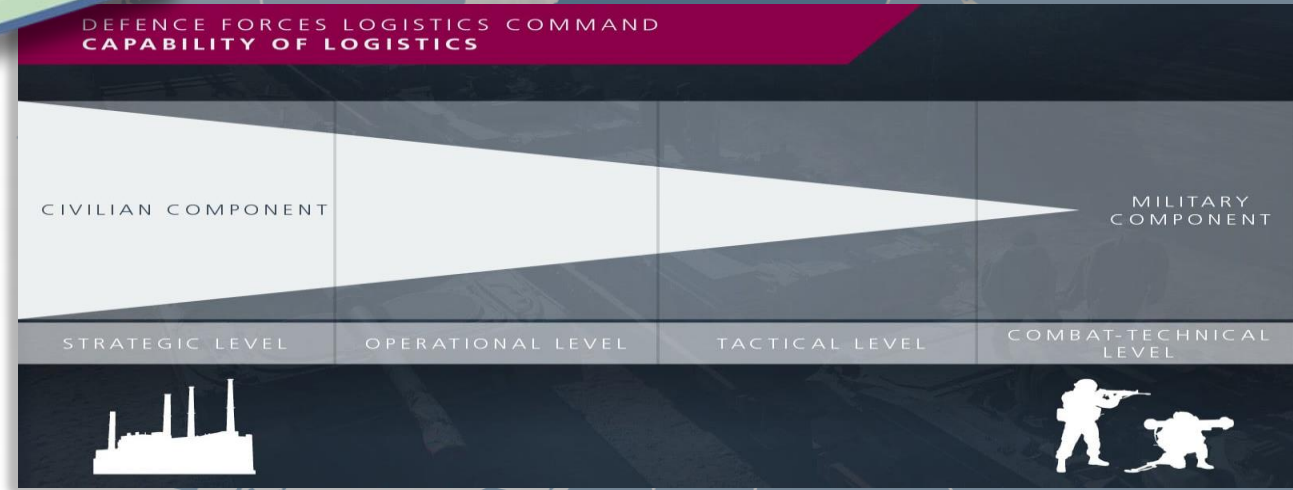 DEFENCE FORCES LOGISTICS COMMAND
CAPABILITY OF LOGISTICS
CIVILIAN COMPONENT
MILITARY
COMPONENT
STRATEGIC LEVEL
OPERATIONAL LEVEL
TACTICAL LEVEL
COMBAT-TECHNICAL
LEVEL